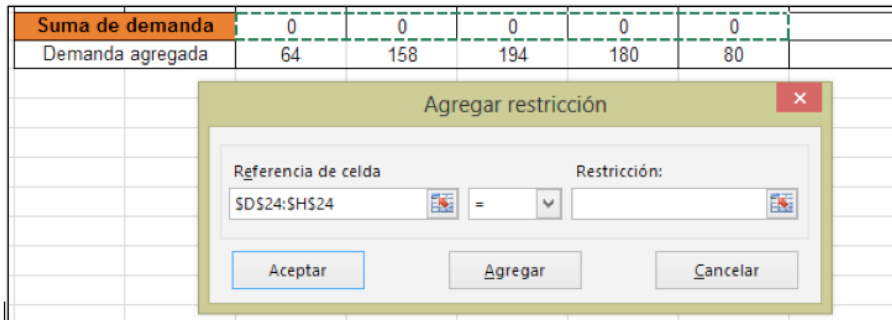 Suma de demanda 0 0 0 0 0
Demanda agregada 64 158 194 180 80
Agregar restricción
Referencia de celda Restricción:
$D$24:$H$24 =
Aceptar Agregar Cancelar